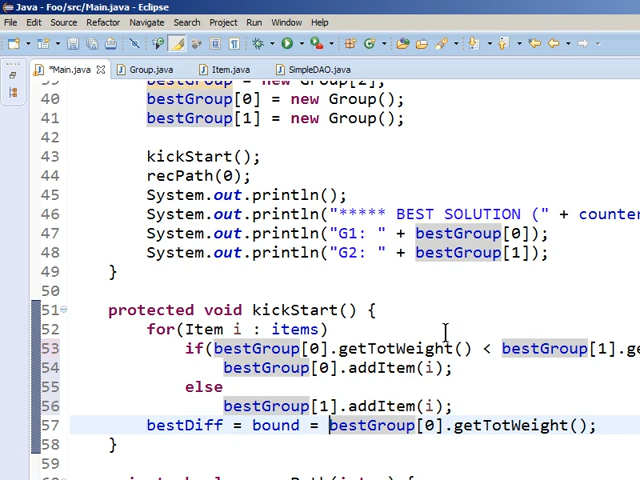 Java - Foo/src/Main.java - Eclipse
File Edit Source Refactor Navigate Search Project Run Window Help
*Main.java Group.java Item.java SimpleDAO.java
39 bestGroup = new Group[2];
40 bestGroup[0] = new Group();
41 bestGroup[1] = new Group();
42
43 kickStart();
44 recPath(0);
45 System.out.println();
46 System.out.println("***** BEST SOLUTION (" + counter
47 System.out.println("G1: " + bestGroup[0]);
48 System.out.println("G2: " + bestGroup[1]);
49 }
50
51 protected void kickStart() {
52 for(Item i : items)
53 if(bestGroup[0].getTotWeight() < bestGroup[1].ge
54 bestGroup[0].addItem(i);
55 else
56 bestGroup[1].addItem(i);
57 bestDiff = bound = bestGroup[0].getTotWeight();
58 }
59